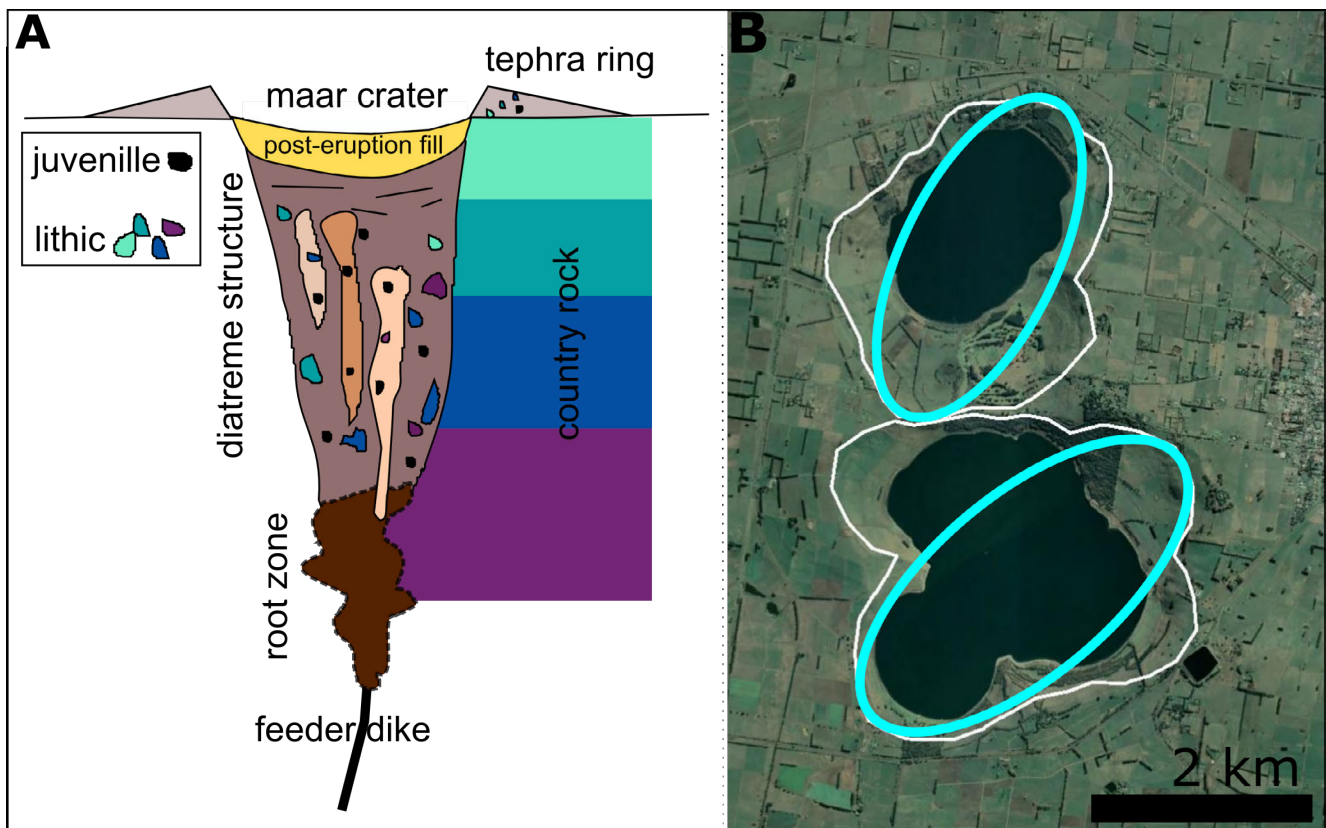 A
tephra ring
maar crater
post-eruption fill
juvenille
lithic
diatreme structure
country rock
root zone
feeder dike
B
2 km